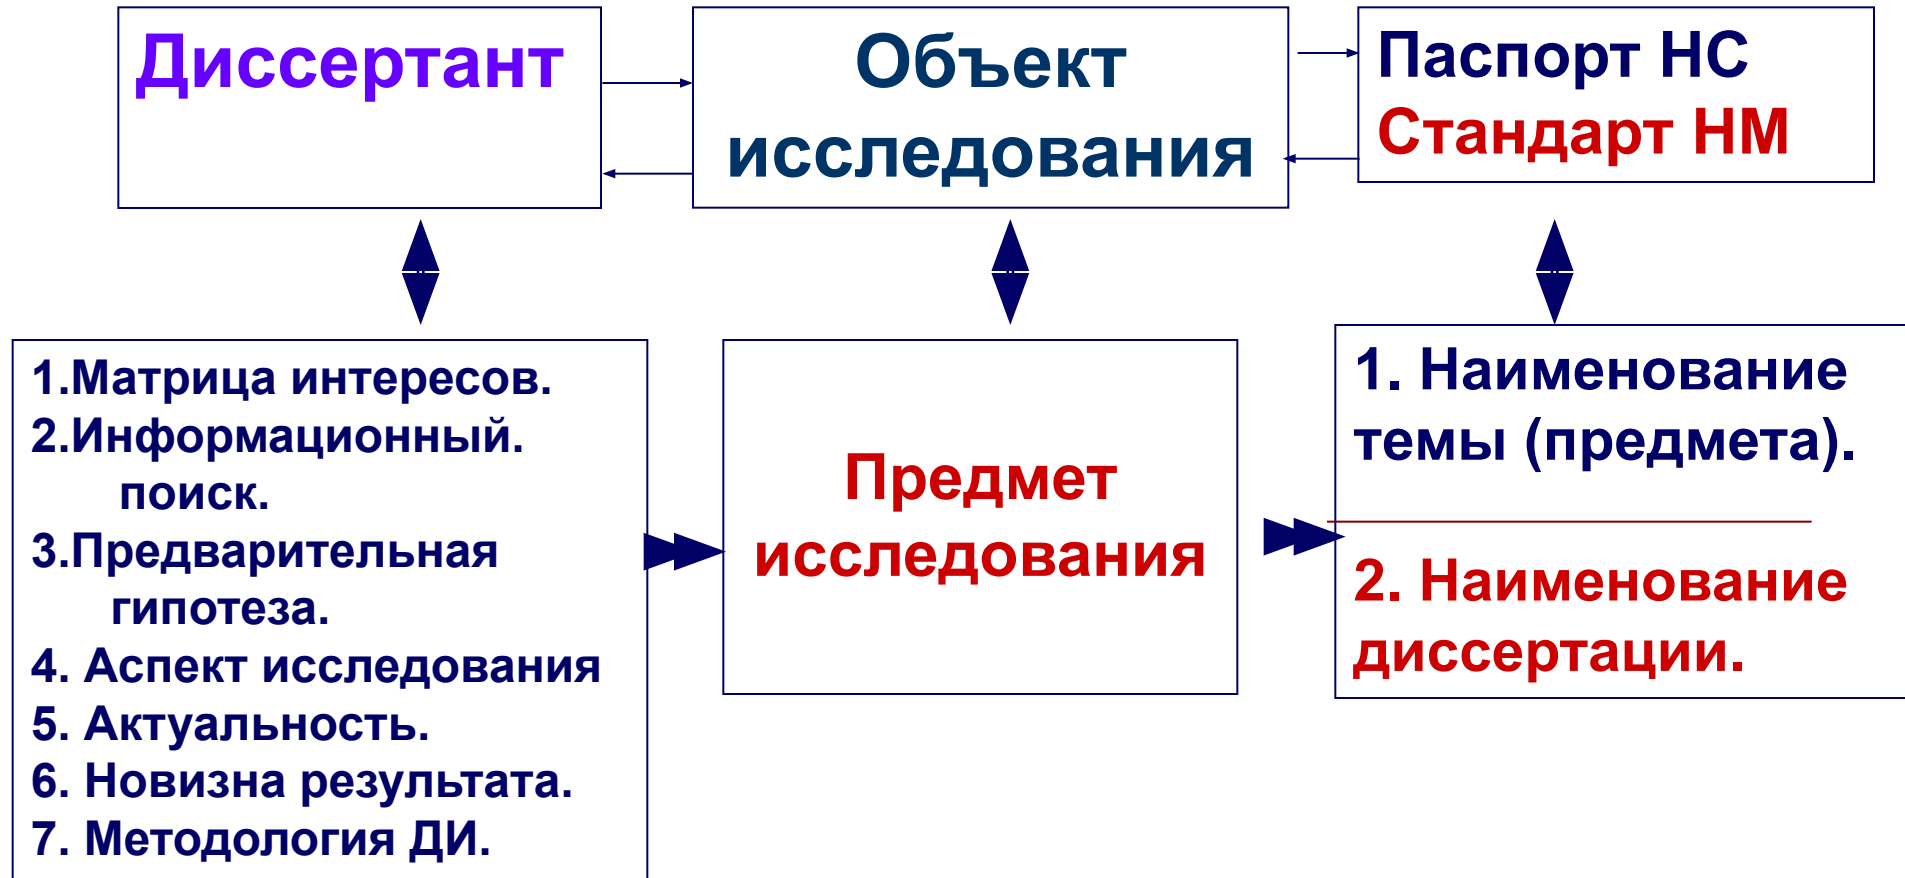 Диссертант
Объект
исследования
Паспорт НС
Стандарт НМ
1.Матрица интересов.
2.Информационный.
поиск.
3.Предварительная
гипотеза.
4. Аспект исследования
5. Актуальность.
6. Новизна результата.
7. Методология ДИ.
Предмет
исследования
1. Наименование
темы (предмета).
2. Наименование
диссертации.